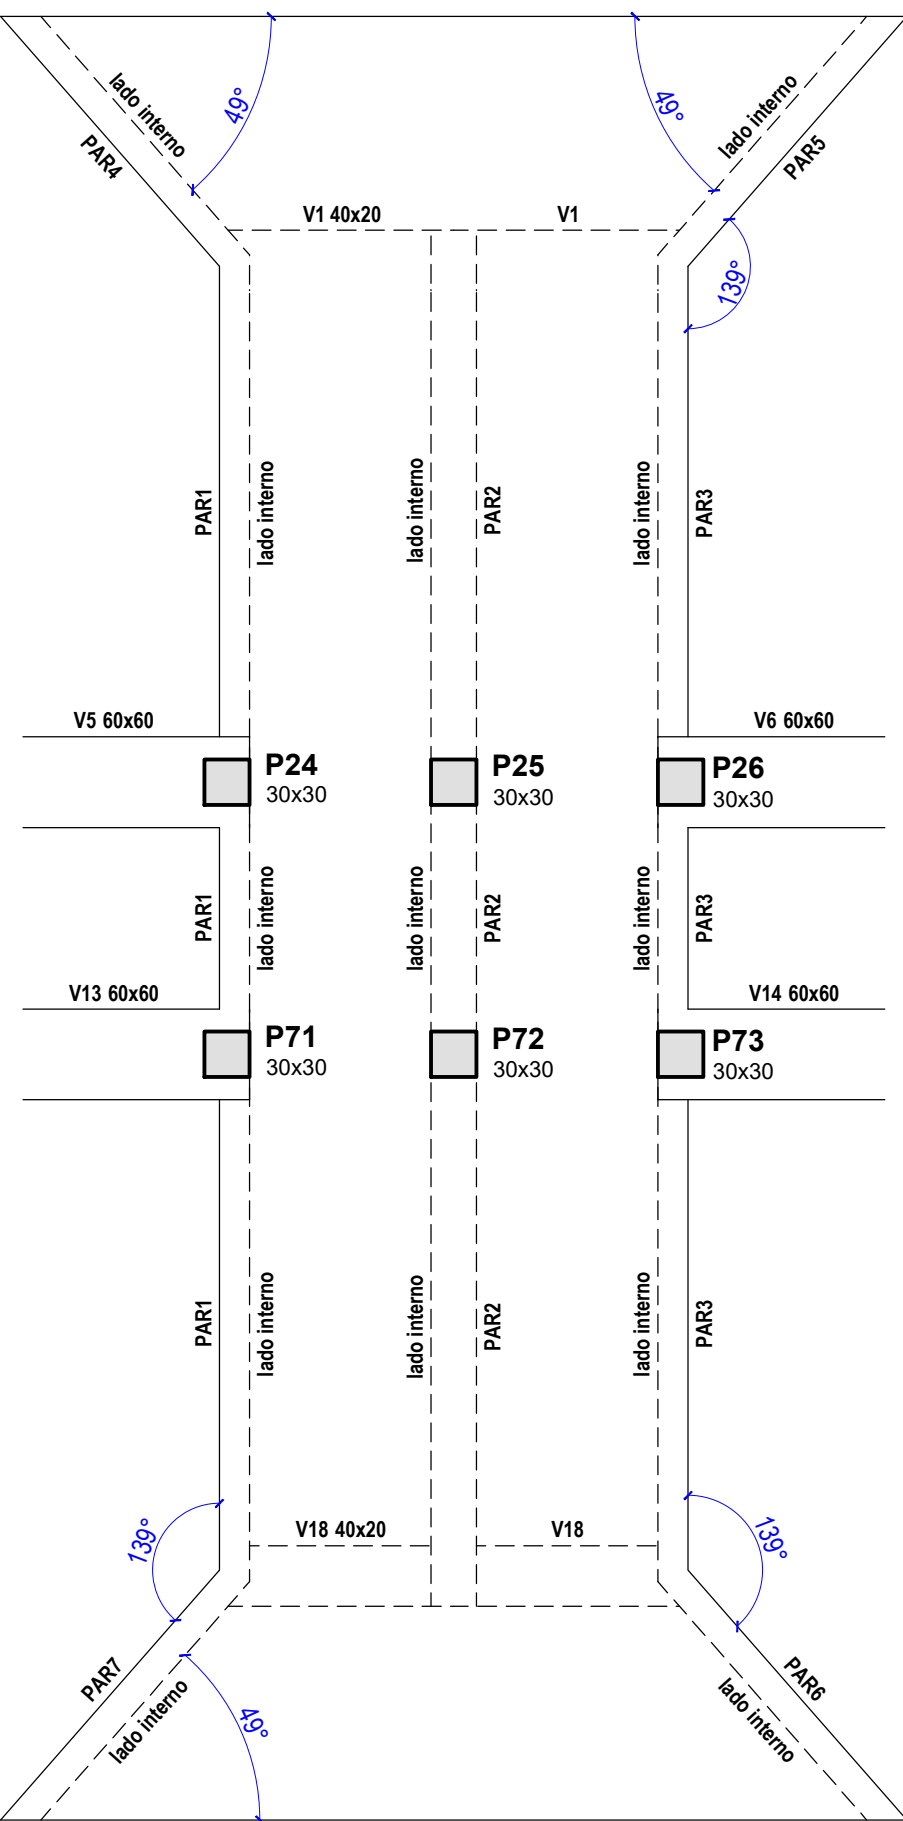 lado interno
49°
49°
lado interno
PAR4
PAR5
V1 40x20
V1
139°
PAR1
lado interno
lado interno
PAR2
lado interno
PAR3
V5 60x60
V6 60x60
P24
30x30
P25
30x30
P26
30x30
PAR1
lado interno
lado interno
PAR2
lado interno
PAR3
V13 60x60
V14 60x60
P71
30x30
P72
30x30
P73
30x30
PAR1
lado interno
lado interno
PAR2
lado interno
PAR3
139°
V18 40x20
V18
139°
PAR7
lado interno
49°
lado interno
PAR6